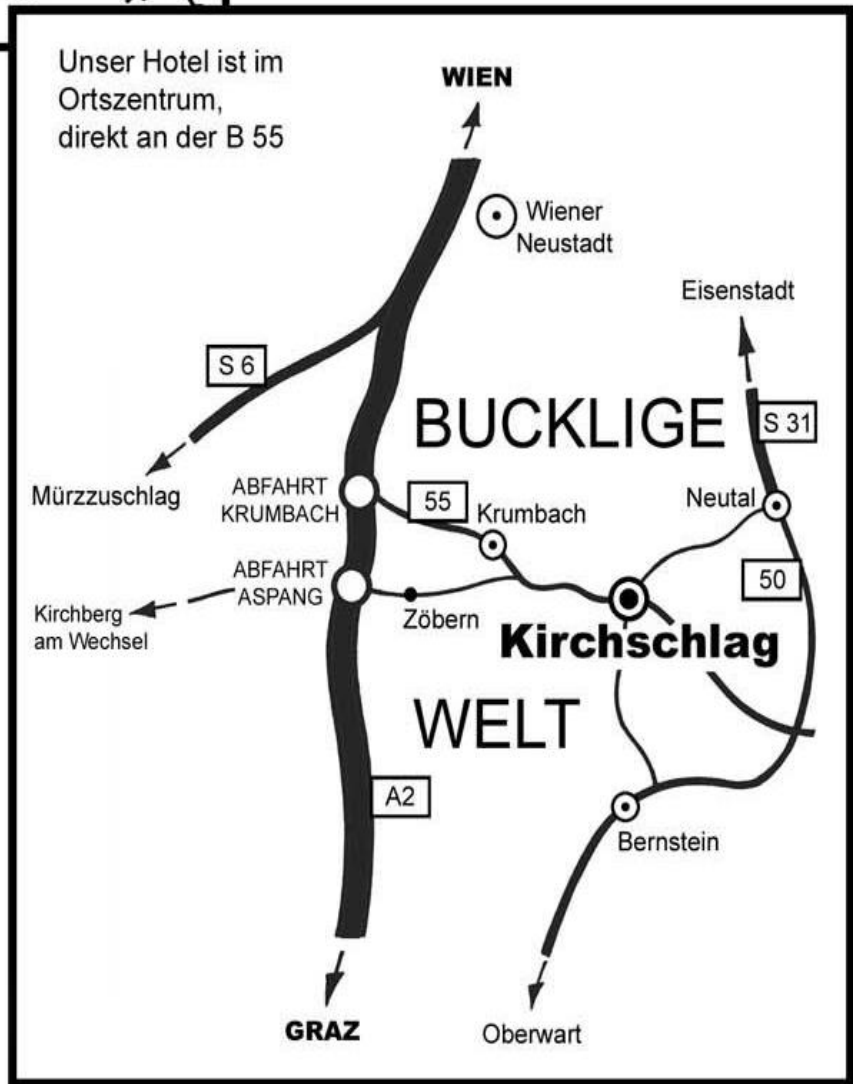 Unser Hotel ist im
Ortszentrum,
direkt an der B 55
WIEN
Wiener
Neustadt
Eisenstadt
S 6
BUCKLIGE
S 31
Mürzzuschlag
ABFAHRT
KRUMBACH
55
Krumbach
Neutal
ABFAHRT
ASPANG
50
Kirchberg
am Wechsel
Zöbern
Kirchschlag
WELT
A2
Bernstein
GRAZ
Oberwart